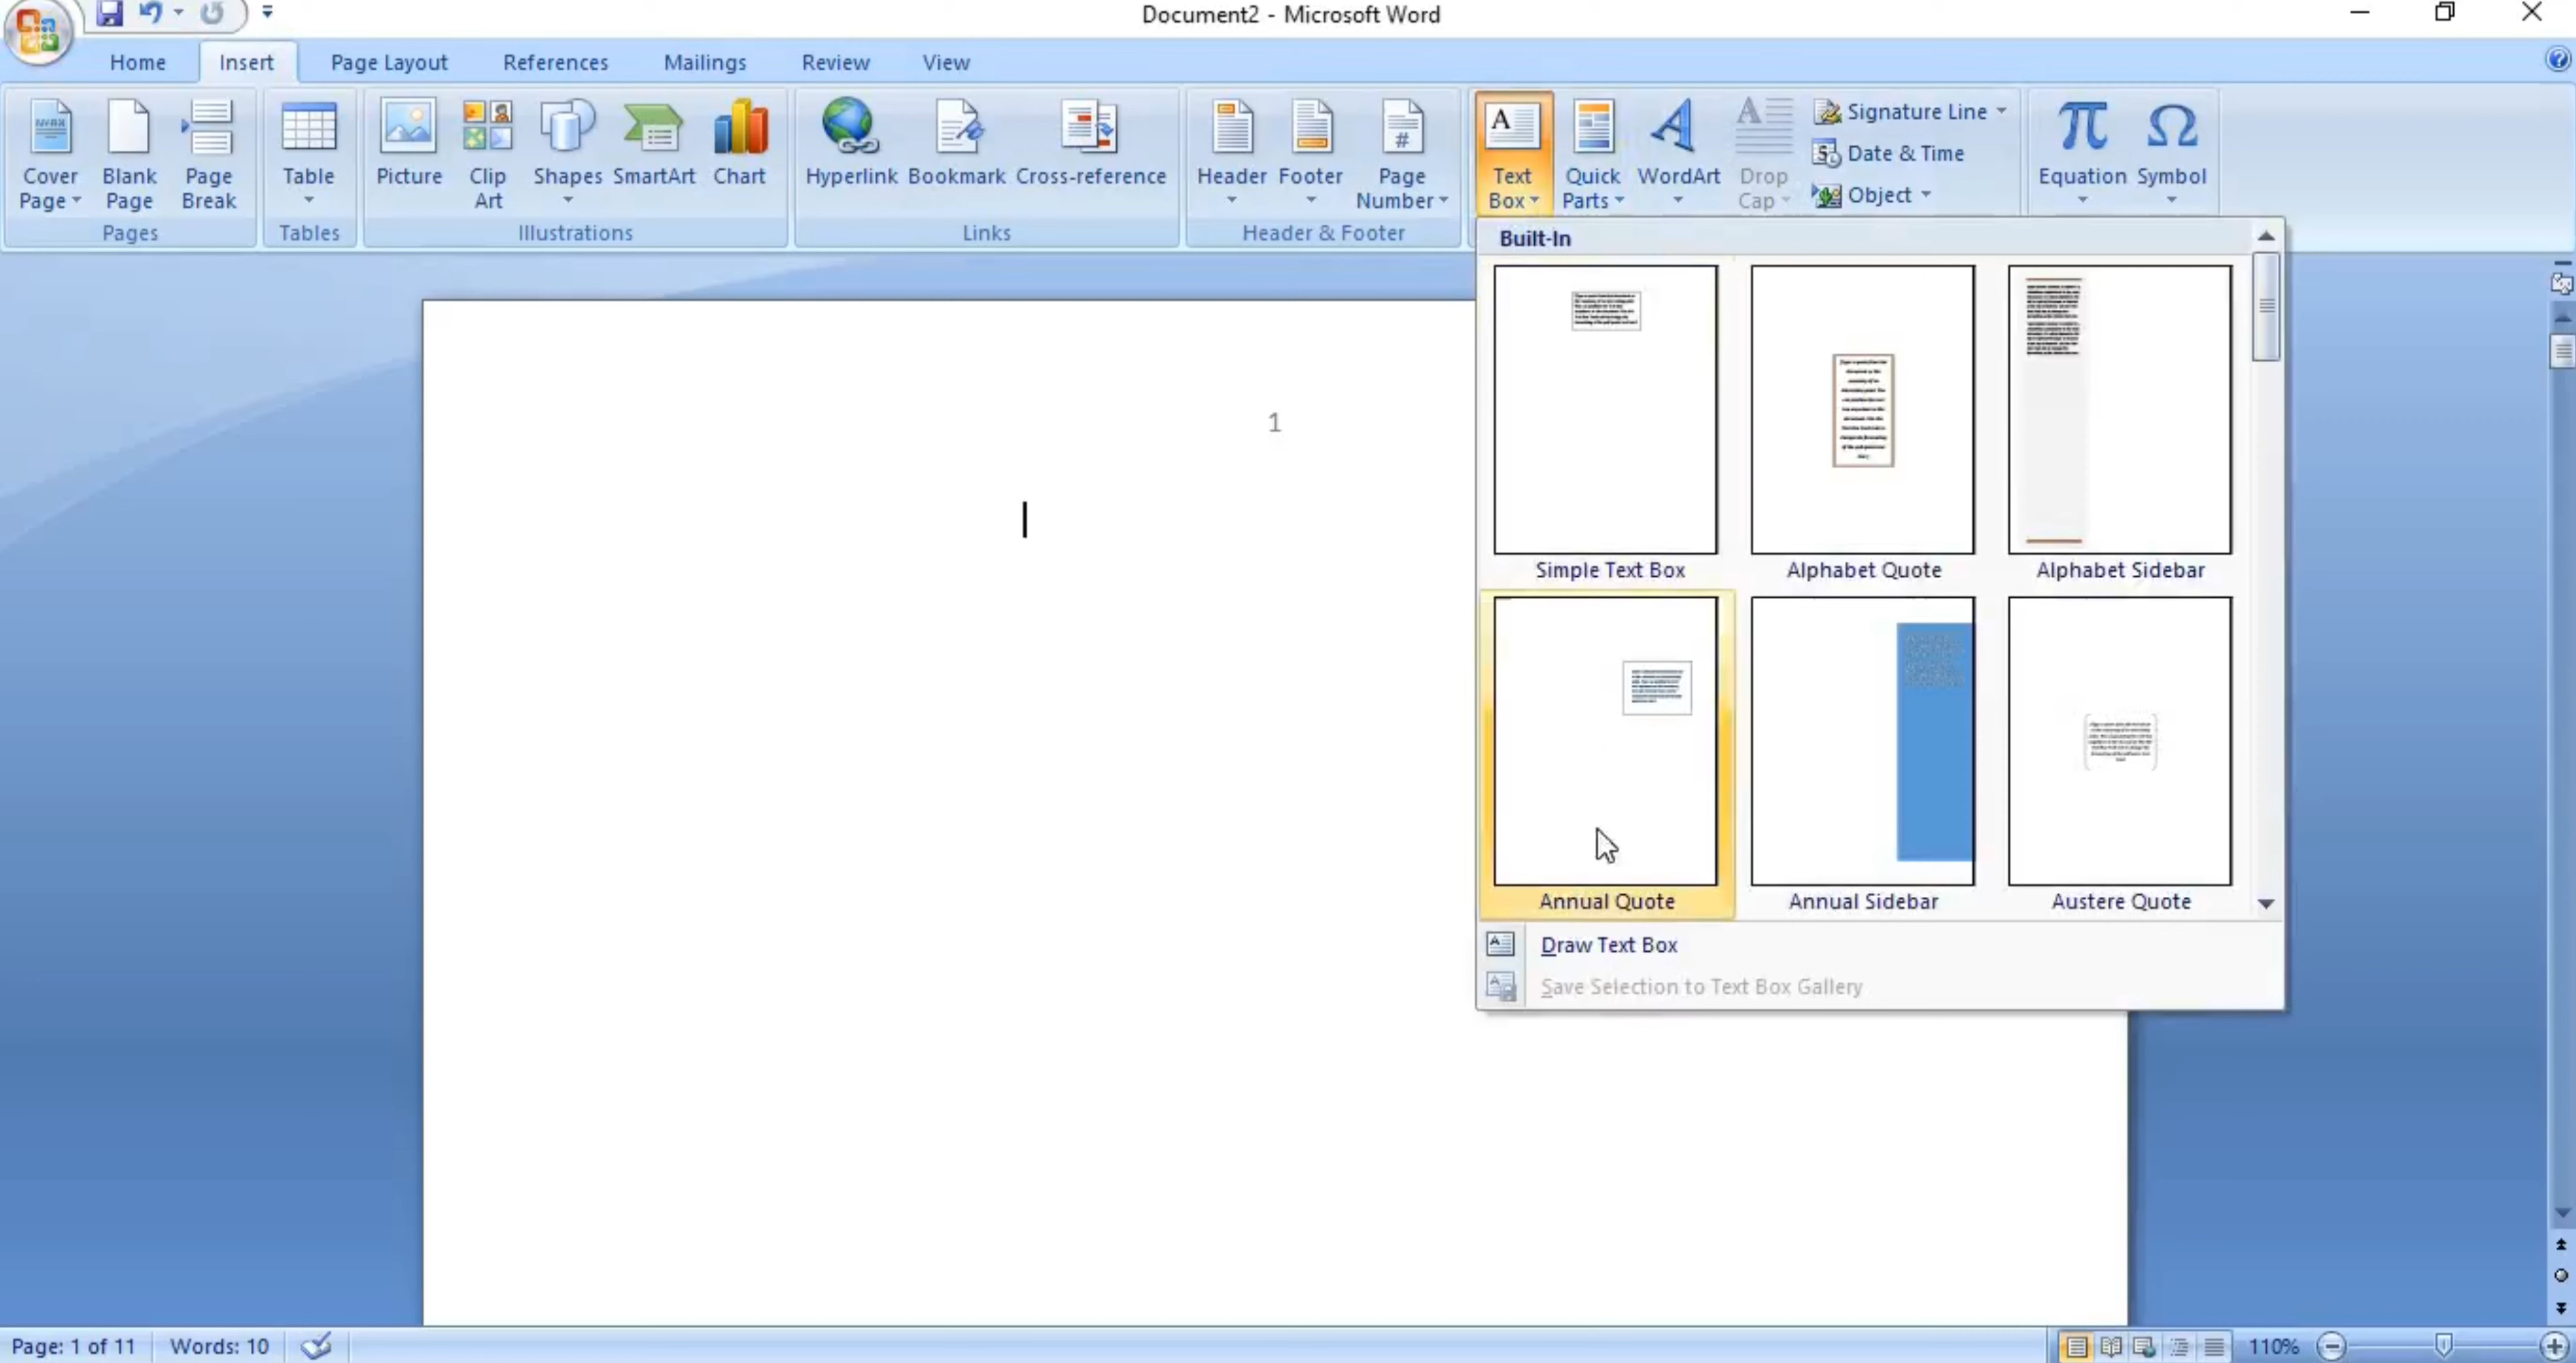 Document2 - Microsoft Word
Home Insert Page Layout References Mailings Review View
Cover Page
Blank Page
Page Break
Pages
Table
Tables
Picture
Clip Art
Shapes
SmartArt
Chart
Illustrations
Hyperlink
Bookmark
Cross-reference
Links
Header
Footer
Page Number
Header & Footer
Text Box
Quick Parts
WordArt
Drop Cap
Signature Line
Date & Time
Object
Equation
Symbol
Built-In
Simple Text Box Alphabet Quote Alphabet Sidebar
Annual Quote Annual Sidebar Austere Quote
Draw Text Box
Save Selection to Text Box Gallery
1
Page: 1 of 11 Words: 10 110%